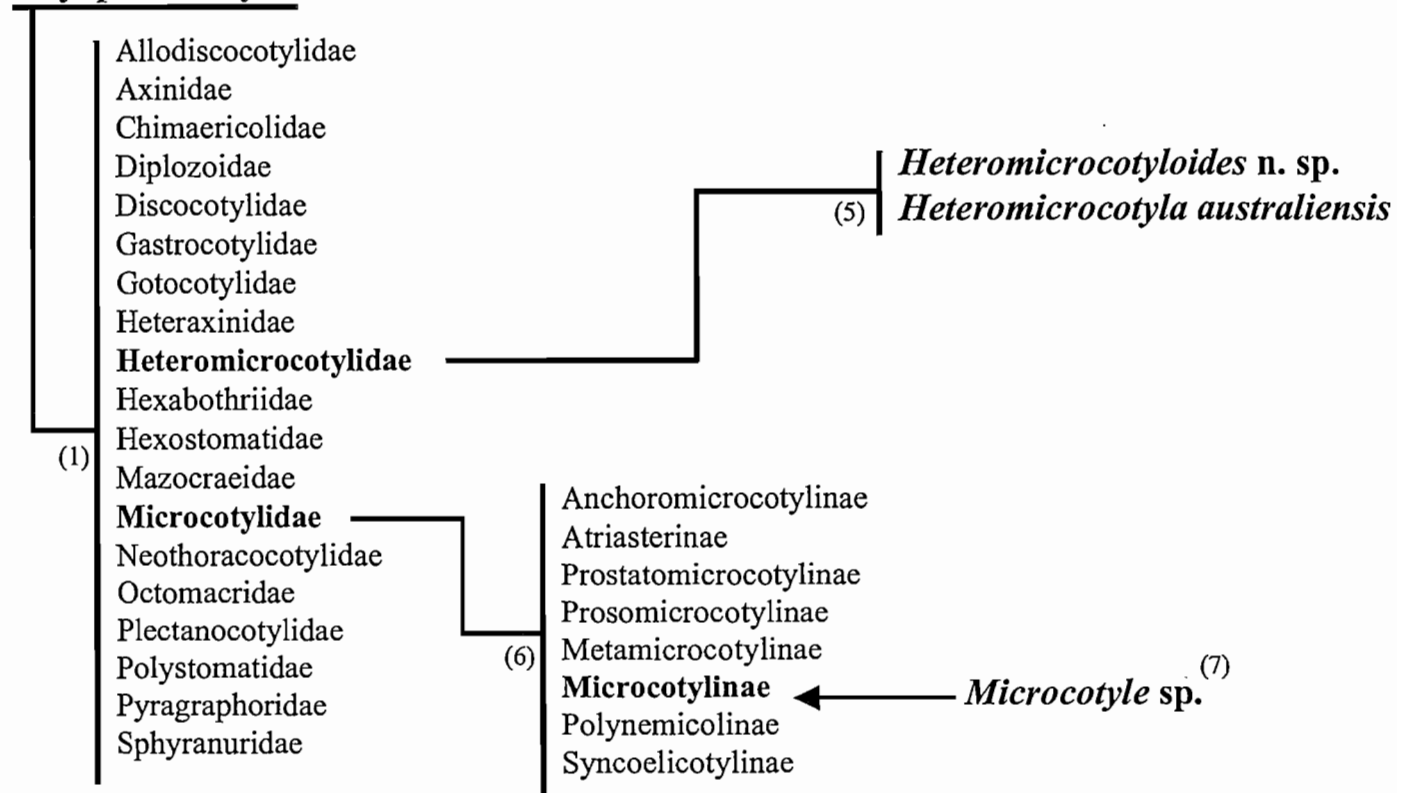 Allodiscocotylidae
Axinidae
Chimaericolidae
Diplozoidae
Discocotylidae
Gastrocotylidae
Gotocotylidae
Heteraxinidae
Heteromicrocotylidae
Hexabothriidae
Hexostomatidae
(1)
Mazocraeidae
Microcotylidae
Neothoracocotylidae
Octomacridae
Plectanocotylidae
Polystomatidae
Pyragraphoridae
Sphyranuridae
(5)
Heteromicrocotyloides n. sp.
Heteromicrocotyla australiensis
(6)
Anchoromicrocotylinae
Atriasterinae
Prostatomicrocotylinae
Prosomicrocotylinae
Metamicrocotylinae
Microcotylinae
Polynemicolinae
Syncoelicotylinae
Microcotyle sp. (7)